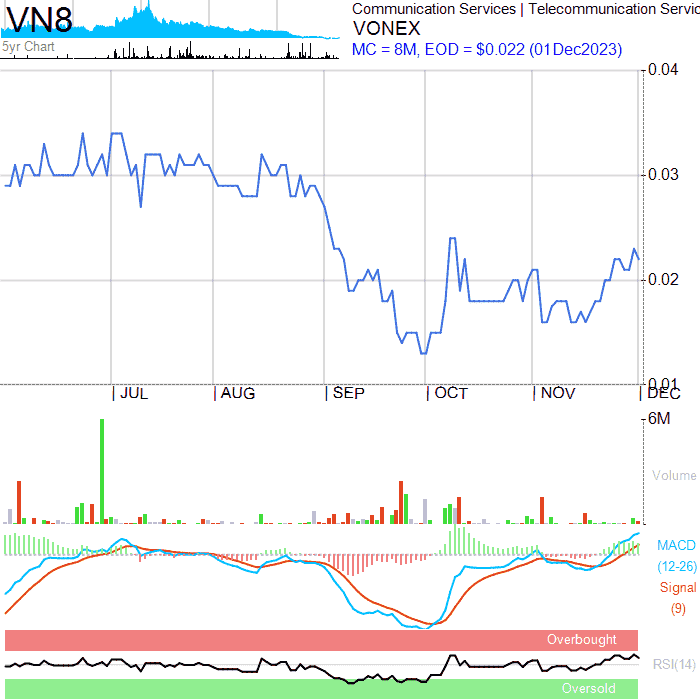 VN8
5yr Chart
Communication Services | Telecommunication Servic
VONEX
MC = 8M, EOD = $0.022 (01Dec2023)
0.04
0.03
0.02
0.01
JUL AUG SEP OCT NOV DEC
6M
Volume
MACD
(12-26)
Signal
(9)
Overbought
RSI(14)
Oversold